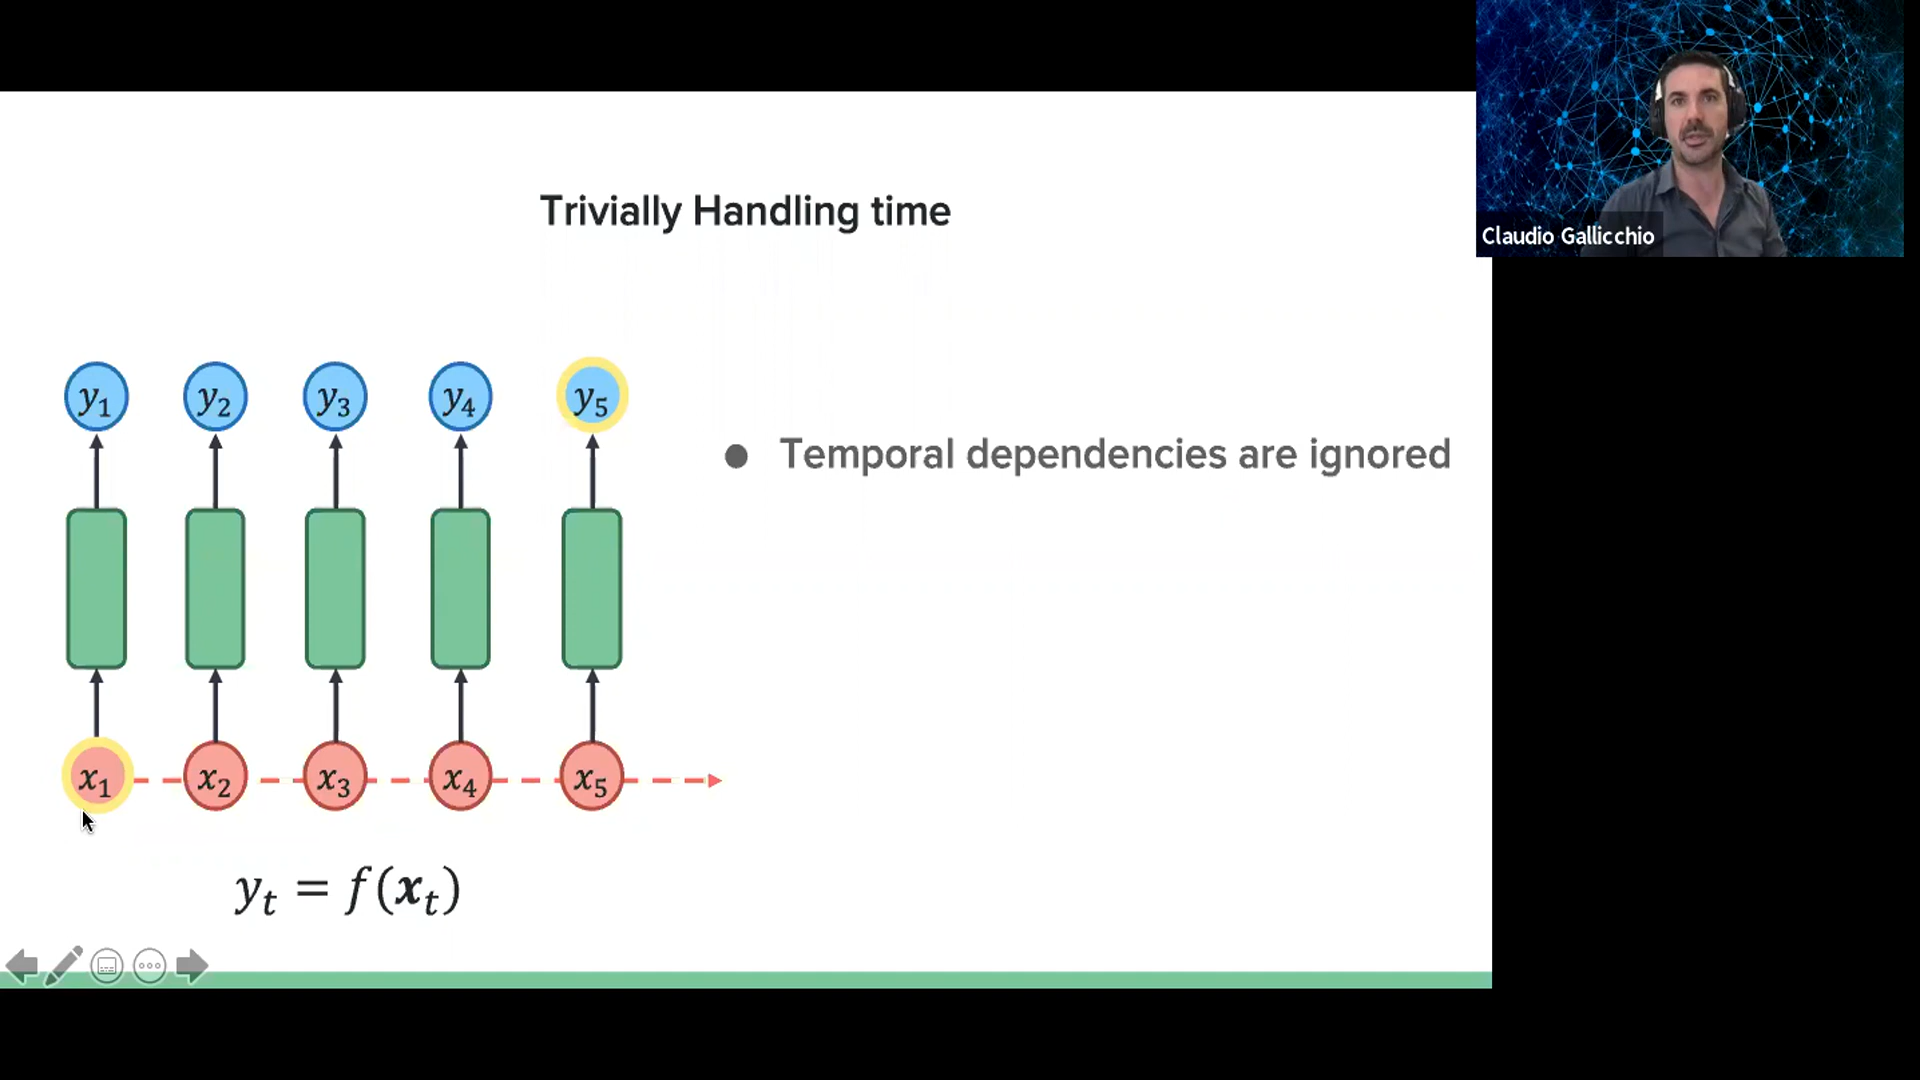 Claudio Gallicchio
Trivially Handling time
y₁ y₂ y₃ y₄ y₅
● Temporal dependencies are ignored
x₁ x₂ x₃ x₄ x₅
yₜ = f(xₜ)